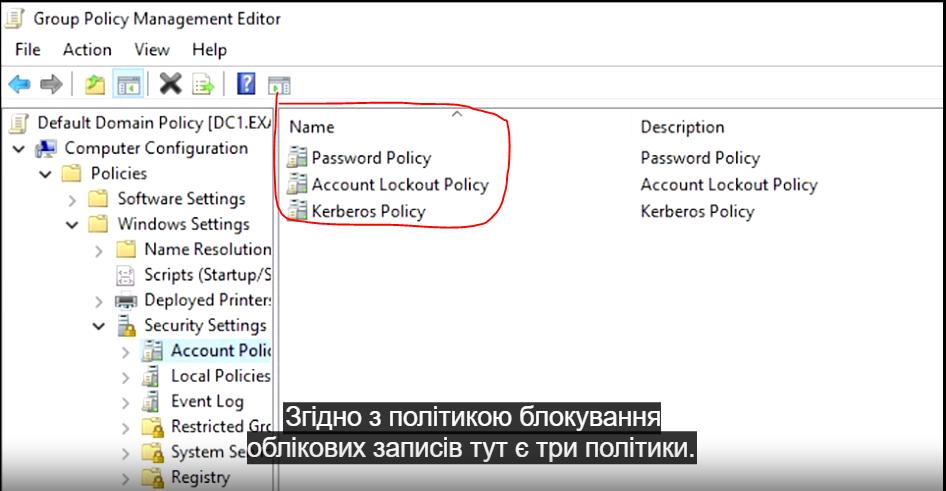 Group Policy Management Editor
File Action View Help
Default Domain Policy [DC1.EXA
Computer Configuration
Policies
Software Settings
Windows Settings
Name Resolution
Scripts (Startup/S
Deployed Printers
Security Settings
Account Polic
Local Policies
Event Log
Restricted Gro
System Se
Registry
Name Description
Password Policy Password Policy
Account Lockout Policy Account Lockout Policy
Kerberos Policy Kerberos Policy
Згідно з політикою блокування
облікових записів тут є три політики.